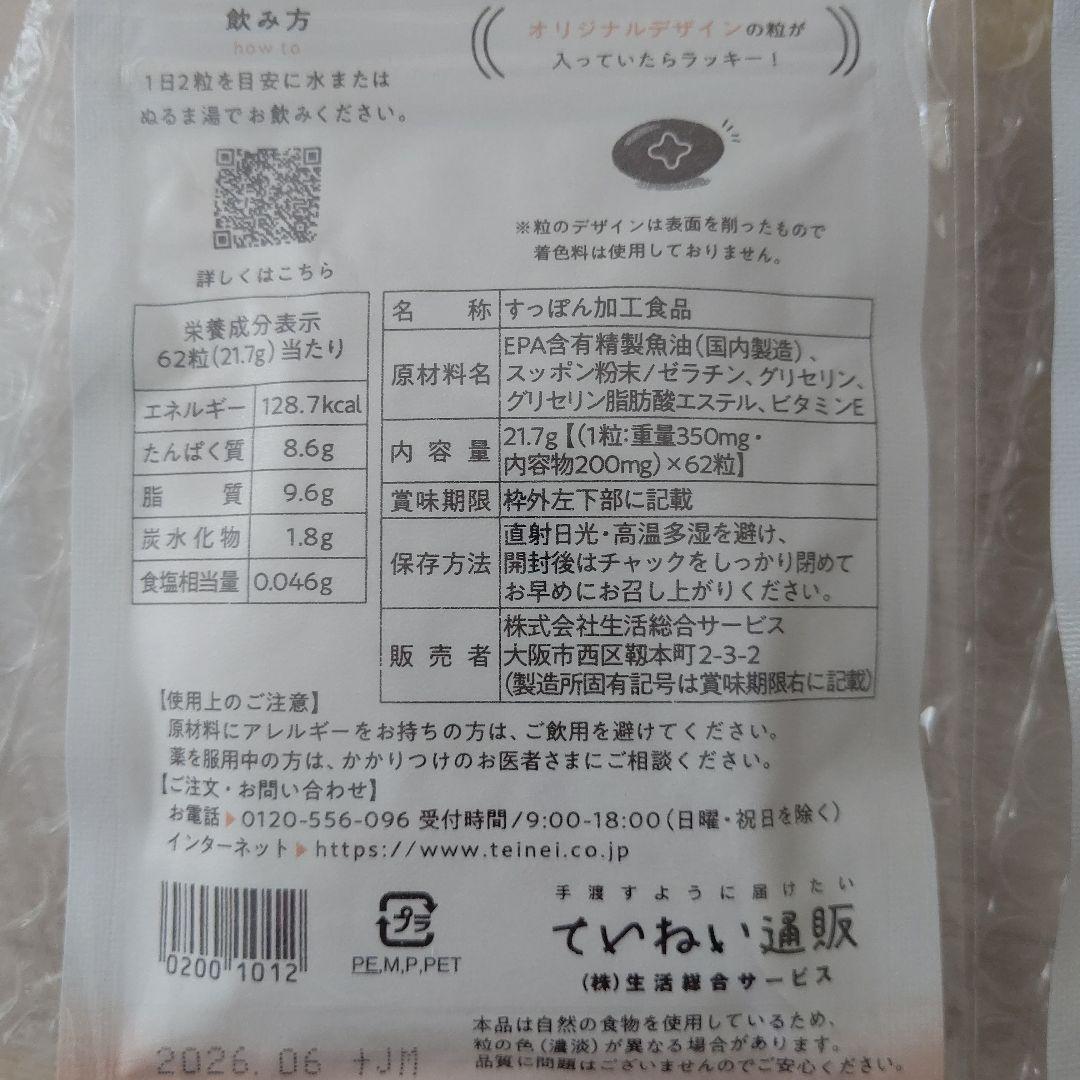 飲み方
how to
1日2粒を目安に水または
ぬるま湯でお飲みください。
詳しくはこちら
オリジナルデザインの粒が
入っていたらラッキー！
※粒のデザインは表面を削ったもので
着色料は使用しておりません。
栄養成分表示
62粒(21.7g)当たり
エネルギー 128.7kcal
たんぱく質 8.6g
脂質 9.6g
炭水化物 1.8g
食塩相当量 0.046g
名称 すっぽん加工食品
原材料名 EPA含有精製魚油(国内製造)、
スッポン粉末/ゼラチン、グリセリン、
グリセリン脂肪酸エステル、ビタミンE
内容量 21.7g【(1粒:重量350mg・
内容物200mg)×62粒】
賞味期限 枠外左下部に記載
保存方法 直射日光・高温多湿を避け、
開封後はチャックをしっかり閉めて
お早めにお召し上がりください。
販売者 株式会社生活総合サービス
大阪市西区靱本町2-3-2
(製造所固有記号は賞味期限右に記載)
【使用上のご注意】
原材料にアレルギーをお持ちの方は、ご飲用を避けてください。
薬を服用中の方は、かかりつけのお医者さまにご相談ください。
【ご注文・お問い合わせ】
お電話▶0120-556-096 受付時間/9:00-18:00(日曜・祝日を除く)
インターネット▶https://www.teinei.co.jp
0200 1012
プラ
PE,M,P,PET
手渡すように届けたい
ていねい通販
(株)生活総合サービス
本品は自然の食物を使用しているため、
粒の色(濃淡)が異なる場合があります。
品質に問題はございませんのでご安心ください。
2026.06 +JM